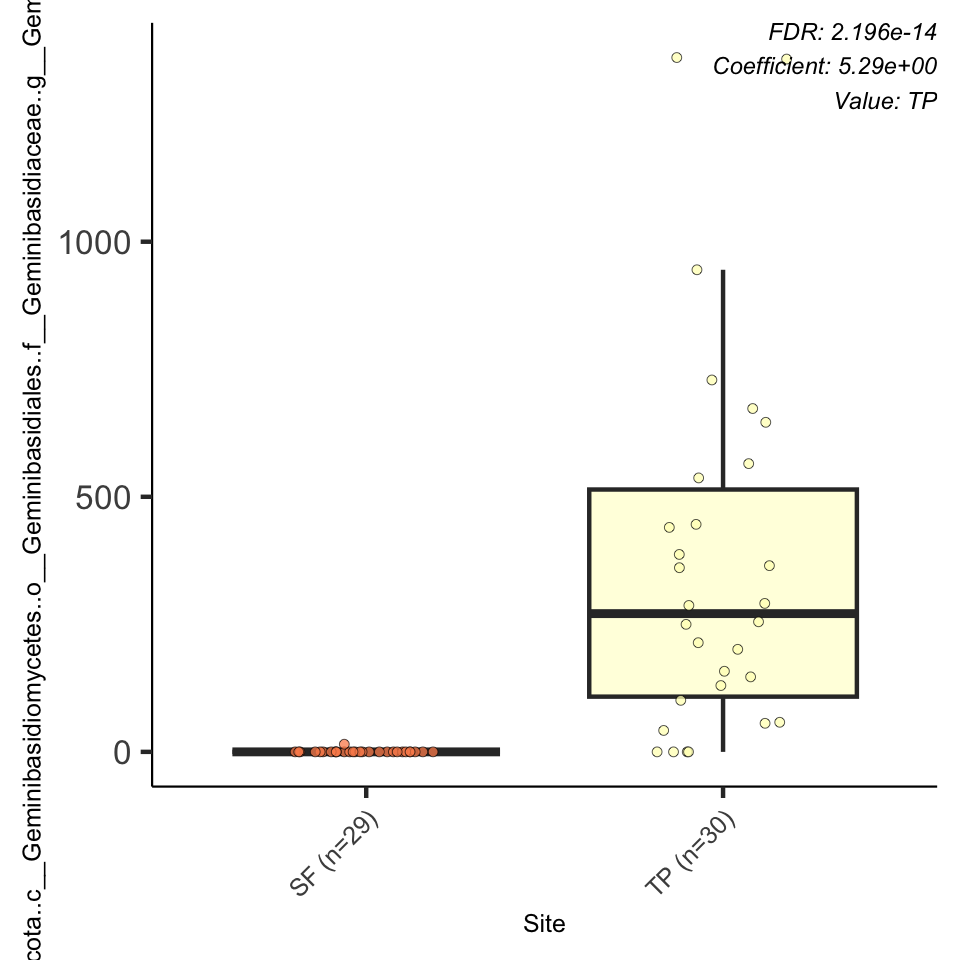 FDR: 2.196e-14
Coefficient: 5.29e+00
Value: TP
cota..c__Geminibasidiomycetes..o__Geminibasidiales..f__Geminibasidiaceae..g__Gem
1000
500
0
SF (n=29)
TP (n=30)
Site